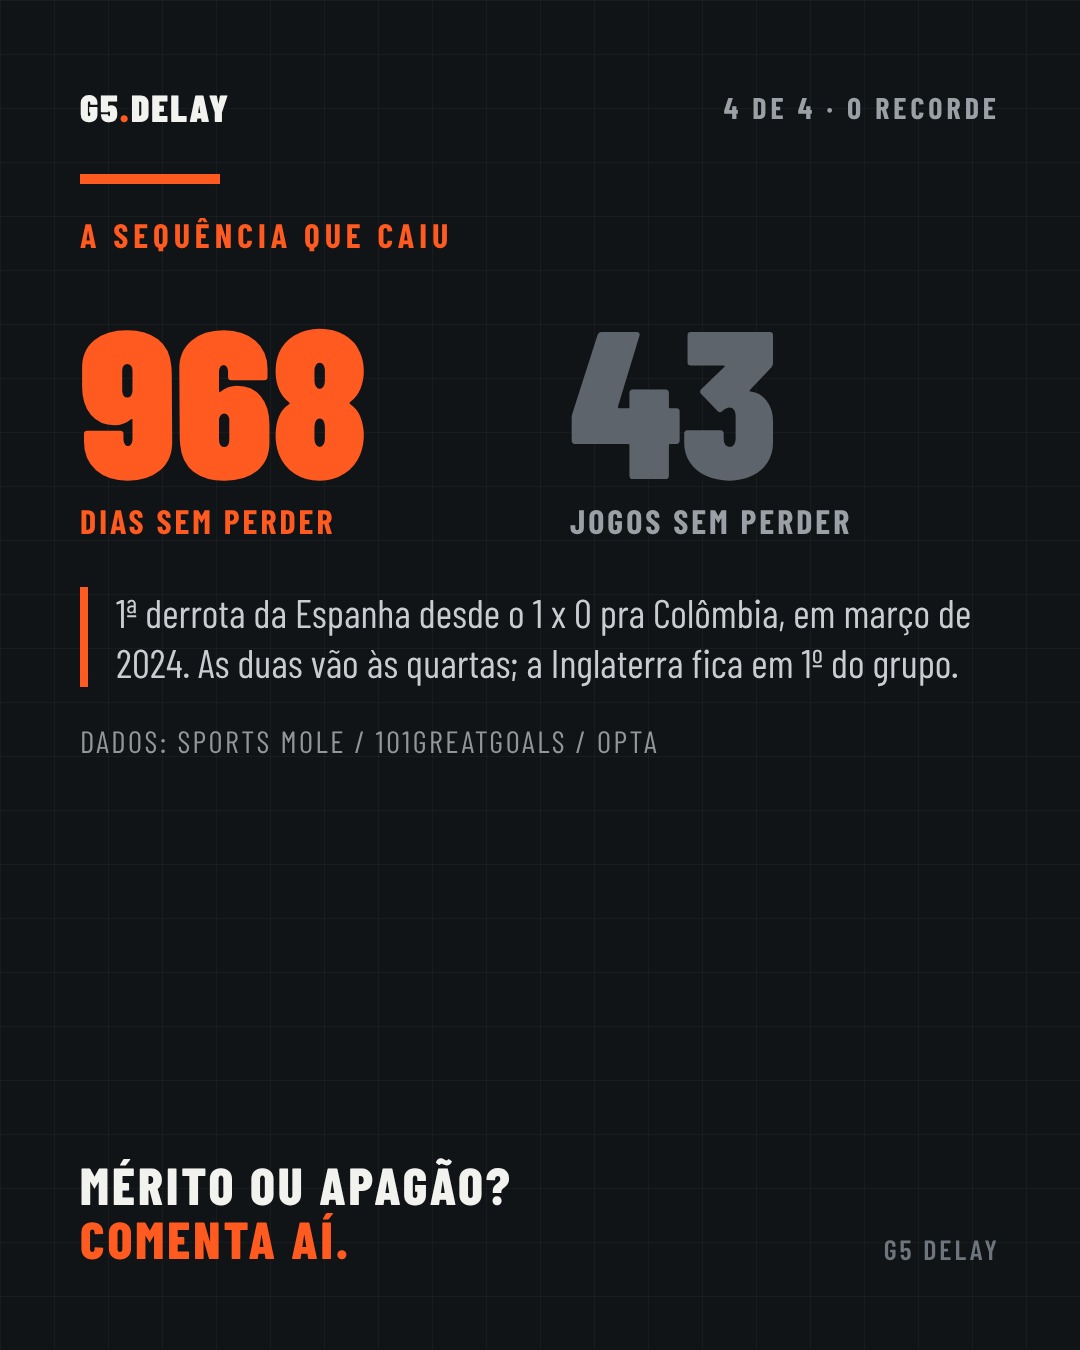 G5.DELAY
4 DE 4 · O RECORDE
A SEQUÊNCIA QUE CAIU
968
DIAS SEM PERDER
43
JOGOS SEM PERDER
1ª derrota da Espanha desde o 1 x 0 pra Colômbia, em março de
2024. As duas vão às quartas; a Inglaterra fica em 1º do grupo.
DADOS: SPORTS MOLE / 101GREATGOALS / OPTA
MÉRITO OU APAGÃO?
COMENTA AÍ.
G5 DELAY